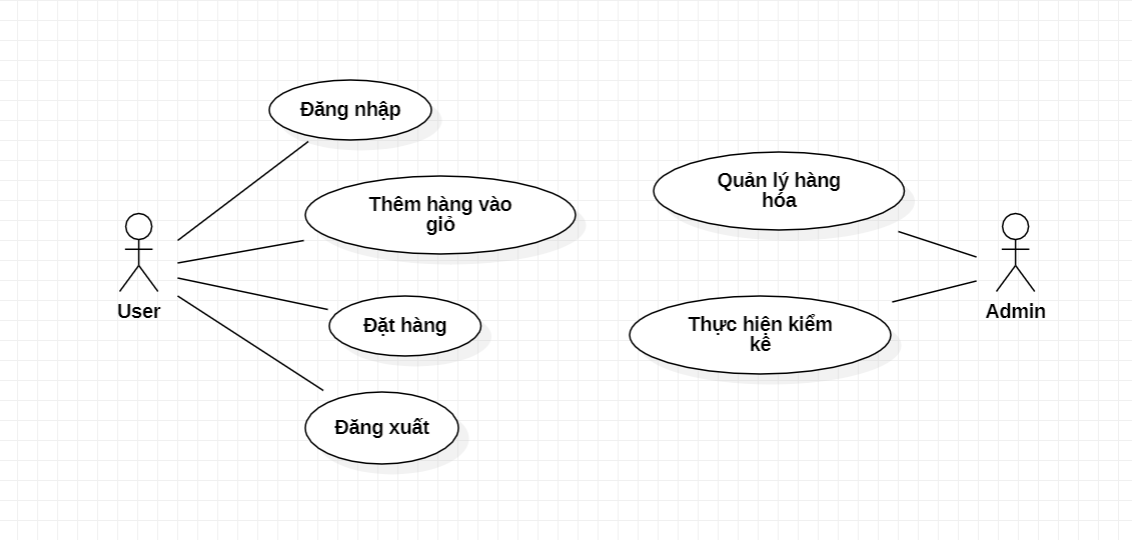 Đăng nhập
Thêm hàng vào
giỏ
Đặt hàng
Đăng xuất
User
Quản lý hàng
hóa
Thực hiện kiểm
kê
Admin